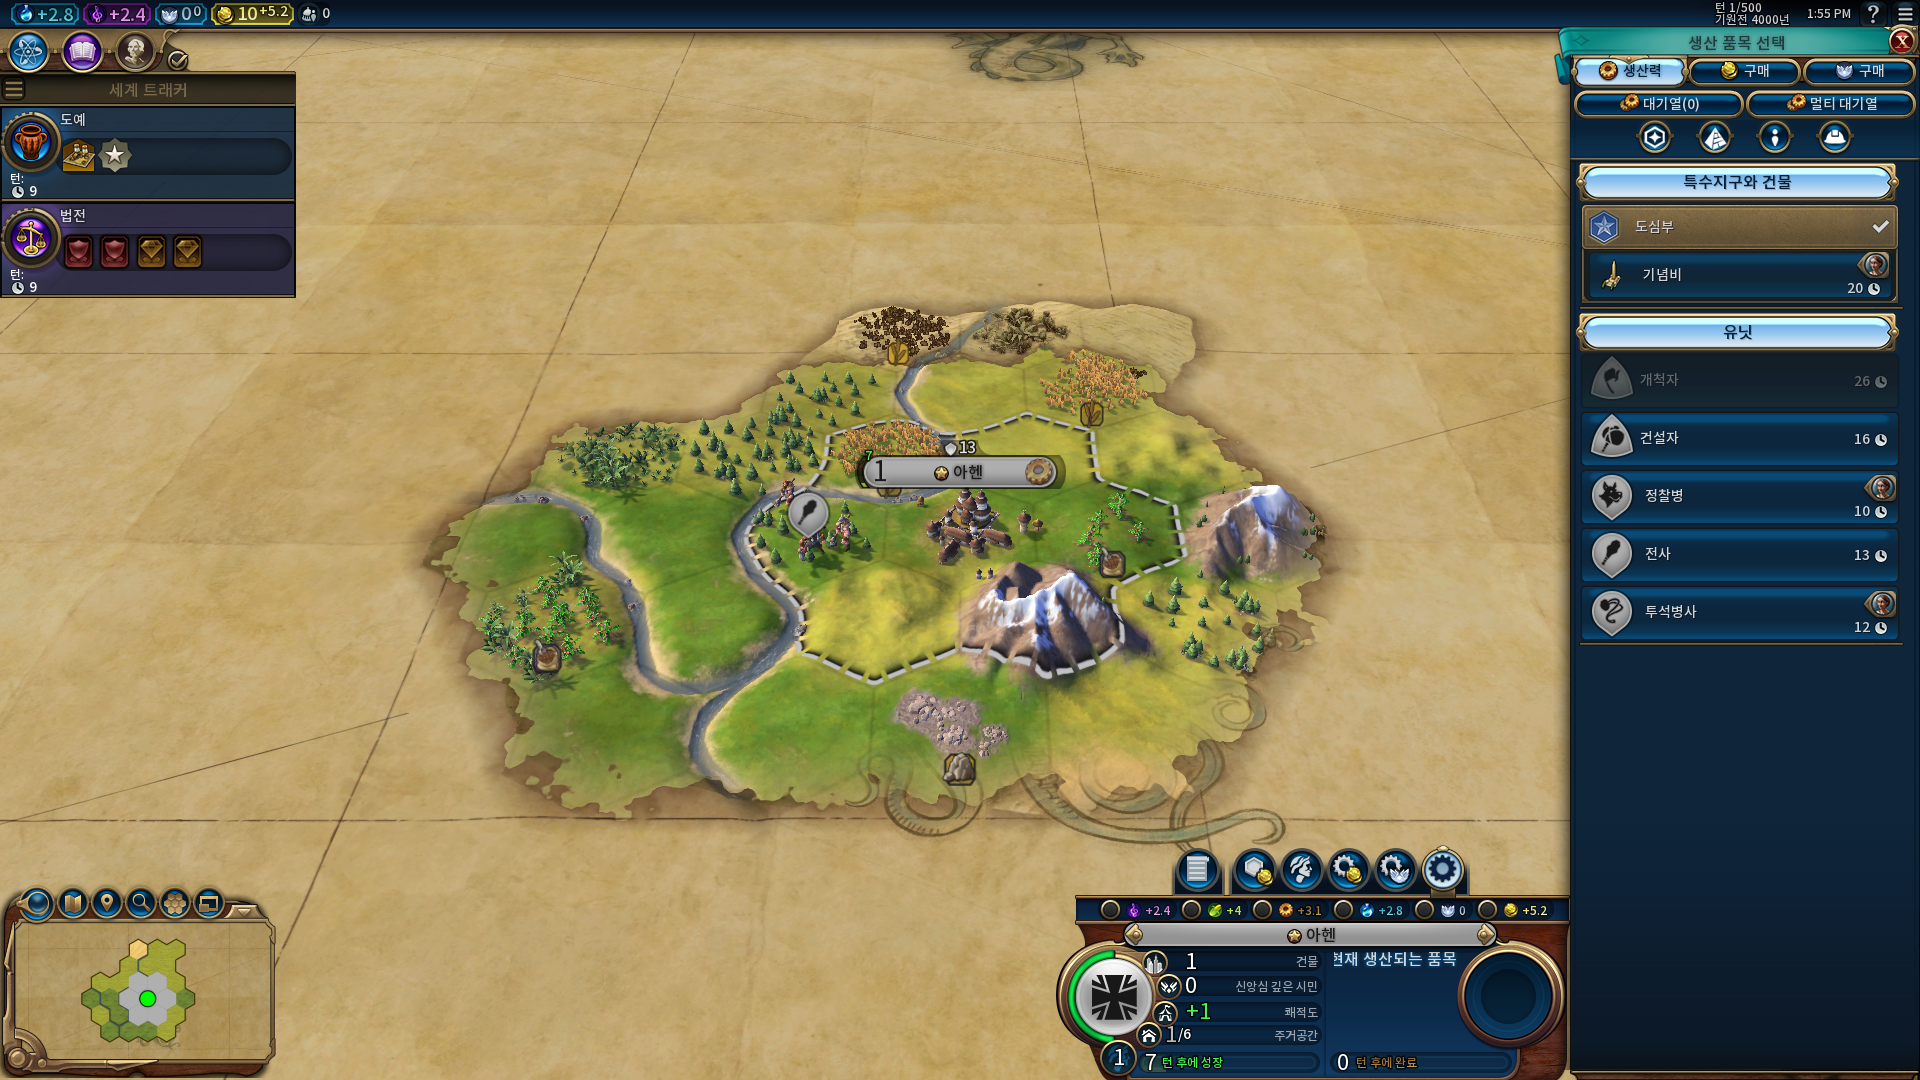 +2.8 +2.4 0 0 10 +5.2 0
턴 1/500
기원전 4000년
1:55 PM ?
생산 품목 선택
X
생산력 구매 구매
대기열(0) 멀티 대기열
특수지구와 건물
도심부
기념비
20
유닛
개척자 26
건설자 16
정찰병
10
전사 13
투석병사
12
세계 트래커
도예
턴:
9
법전
턴:
9
13
7
1 아헨
+2.4 +4 +3.1 +2.8 0 +5.2
아헨
1 건물
0 신앙심 깊은 시민
+1 쾌적도
1/6 주거공간
1 7 턴 후에 성장
현재 생산되는 품목
0 턴 후에 완료